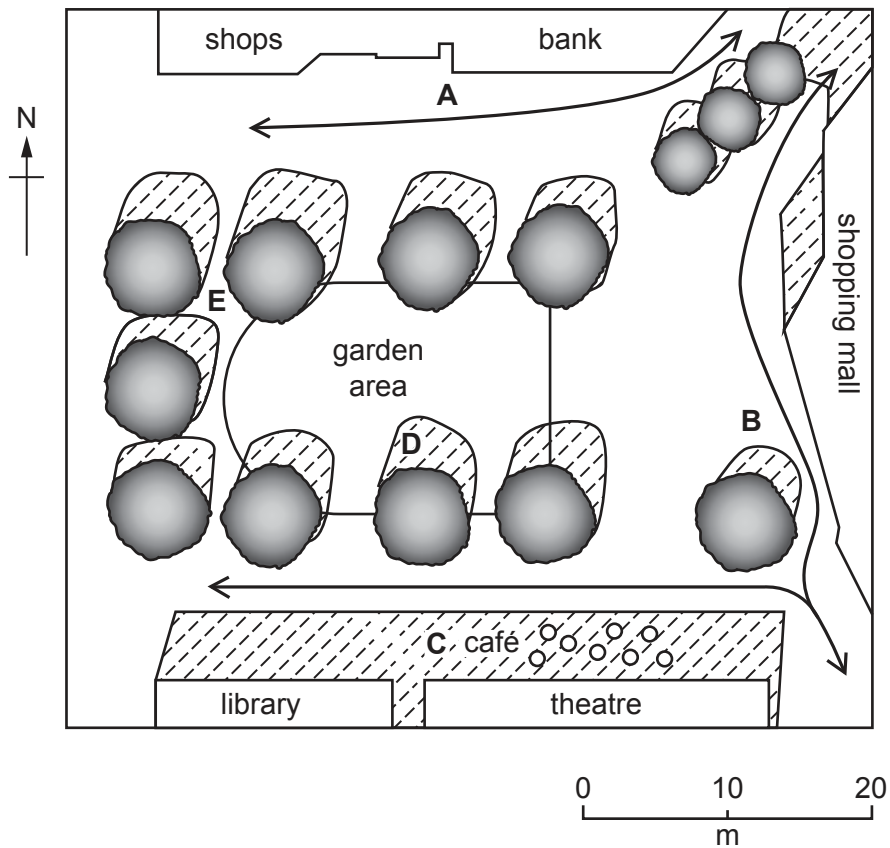 shops
bank
A
N
shopping mall
E
garden
area
B
D
C café
library
theatre
0 10 20
m